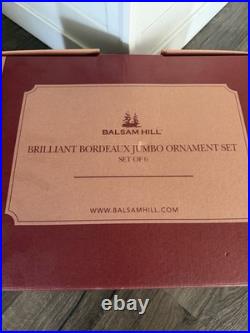 BALSAM HILL
BRILLIANT BORDEAUX JUMBO ORNAMENT SET
SET OF 6
WWW.BALSAMHILL.COM